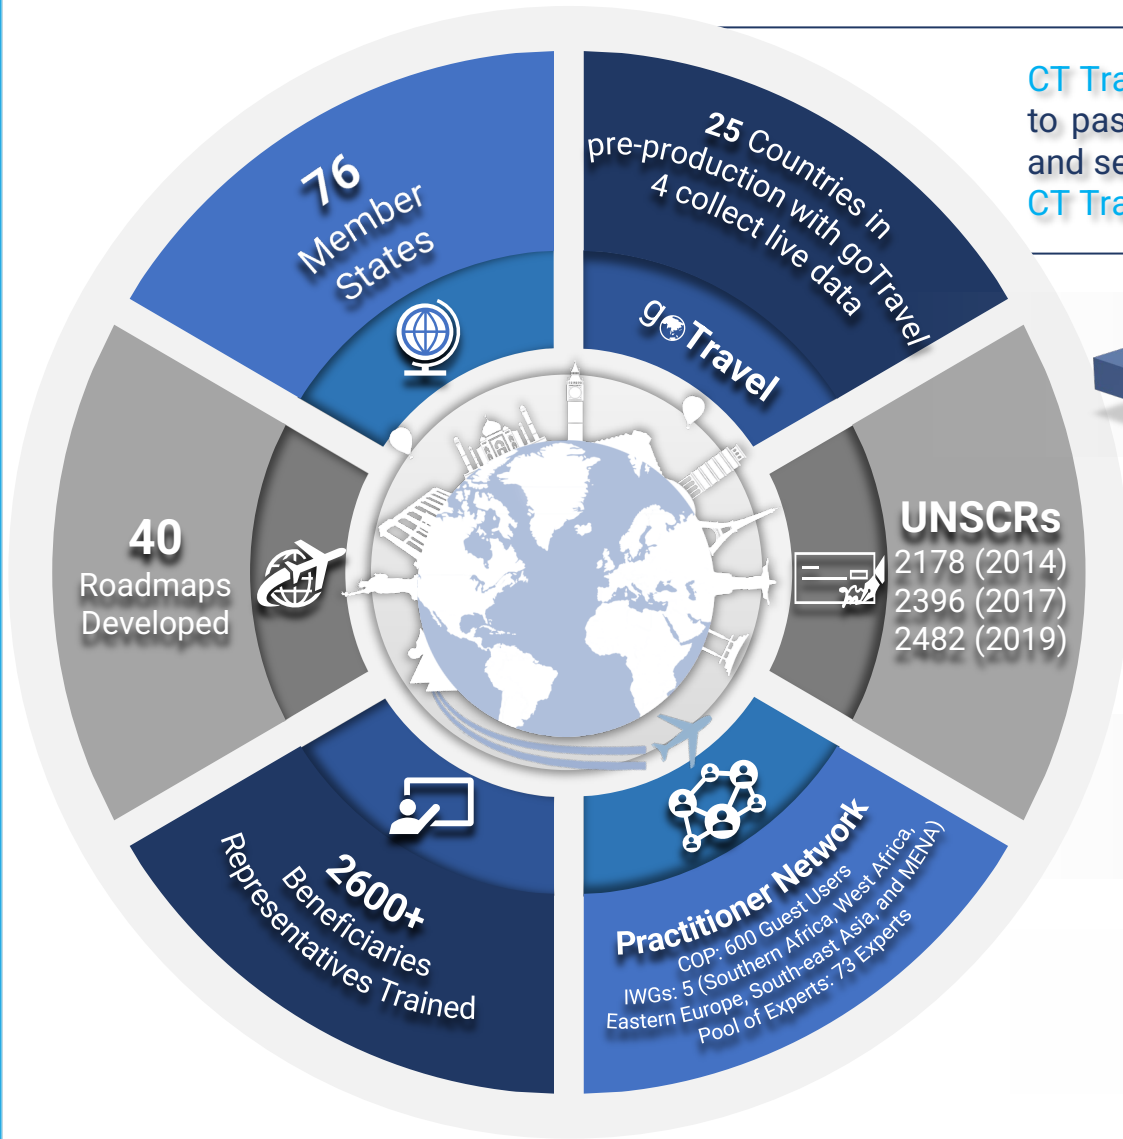 76
Member
States
25 Countries in
pre-production with goTravel
4 collect live data
goTravel
CT
to
and
CT
40
Roadmaps
Developed
UNSCRs
2178 (2014)
2396 (2017)
2482 (2019)
2600+
Beneficiaries
Representatives Trained
Practitioner Network
COP: 600 Guest Users
IWGs: 5 (Southern Africa, West Africa,
Eastern Europe, South-east Asia, and MENA)
Pool of Experts: 73 Experts